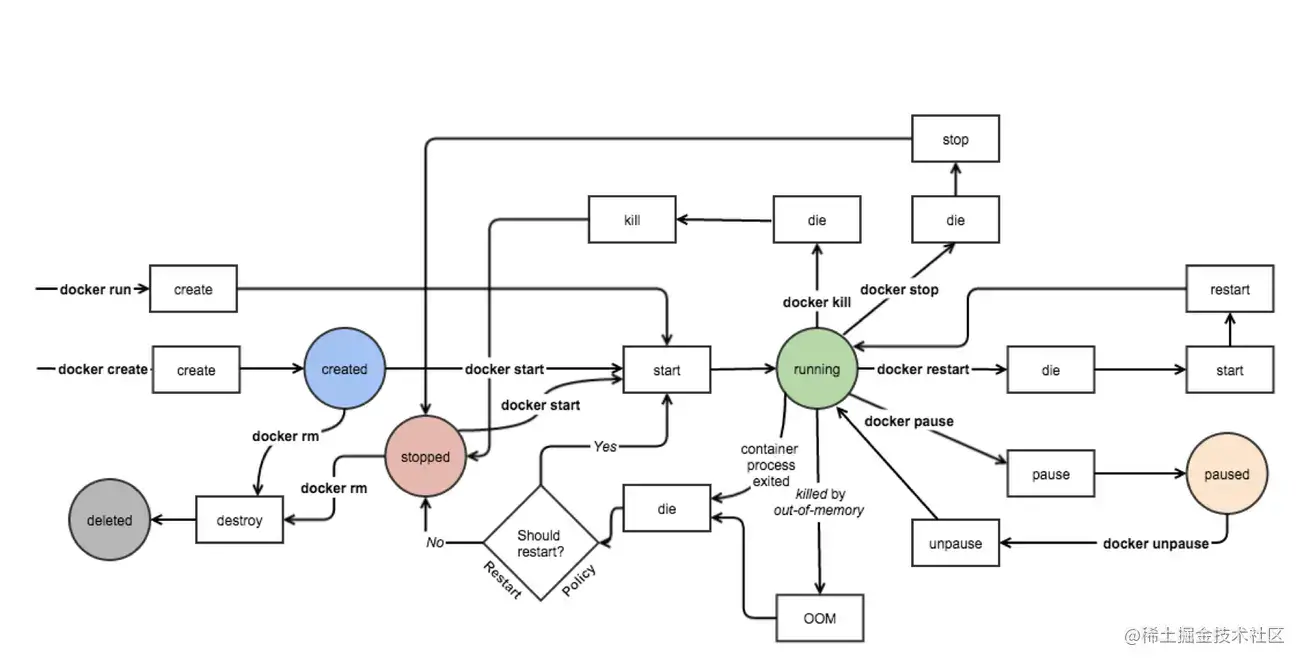 stop
kill
die
die
docker run
create
docker kill
docker stop
restart
docker create
create
created
docker start
start
running
docker restart
die
start
docker start
docker pause
docker rm
stopped
Yes
container
process
exited
pause
paused
docker rm
killed by
out-of-memory
deleted
destroy
die
Should
restart?
No
Restart
Policy
unpause
docker unpause
OOM
@稀土掘金技术社区